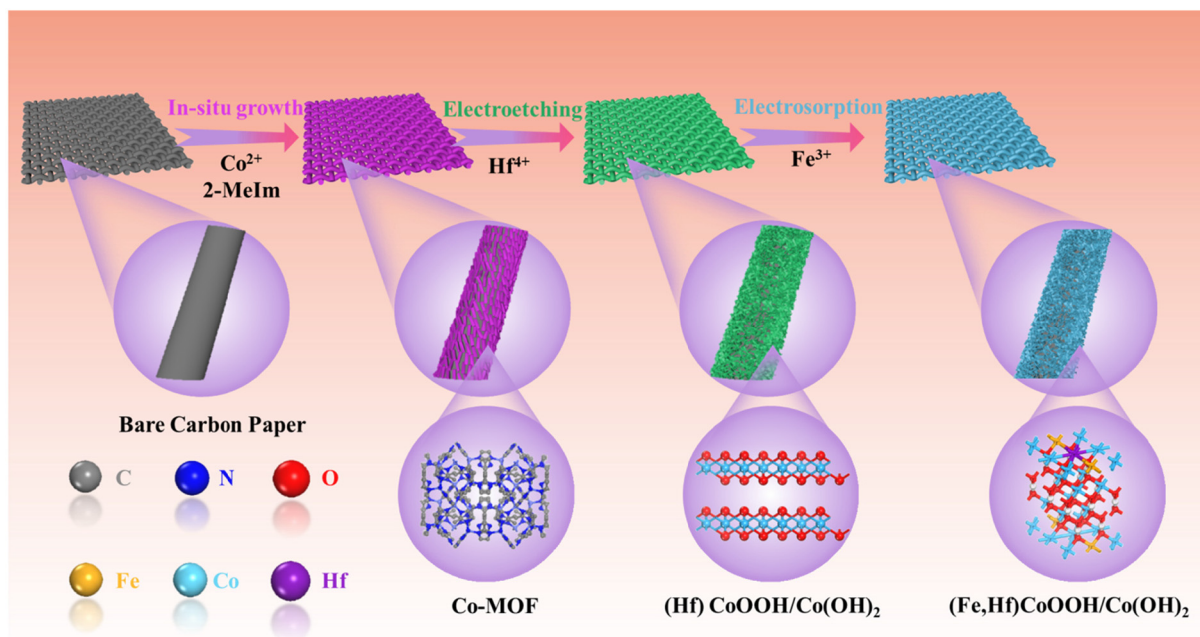 In-situ growth
Co²⁺
2-MeIm
Electroetching
Hf⁴⁺
Electrosorption
Fe³⁺
Bare Carbon Paper
C
N
O
Fe
Co
Hf
Co-MOF
(Hf) CoOOH/Co(OH)₂
(Fe,Hf)CoOOH/Co(OH)₂